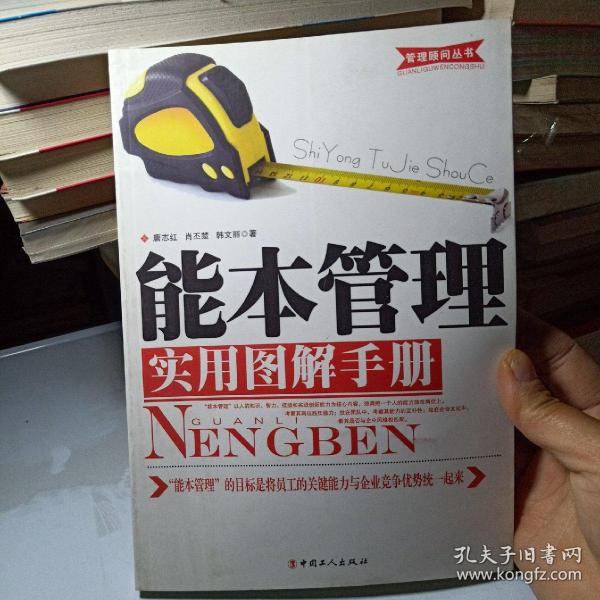 管理顾问丛书
GUANLIGUWENCONGSHU
ShiYong TuJie ShouCe
唐志红 肖丕楚 韩文丽◎著
能本管理
实用图解手册
GUANLI
NENGBEN
“能本管理”的目标是将员工的关键能力与企业竞争优势统一起来
中国工人出版社
孔夫子旧书网
www.kongfz.com